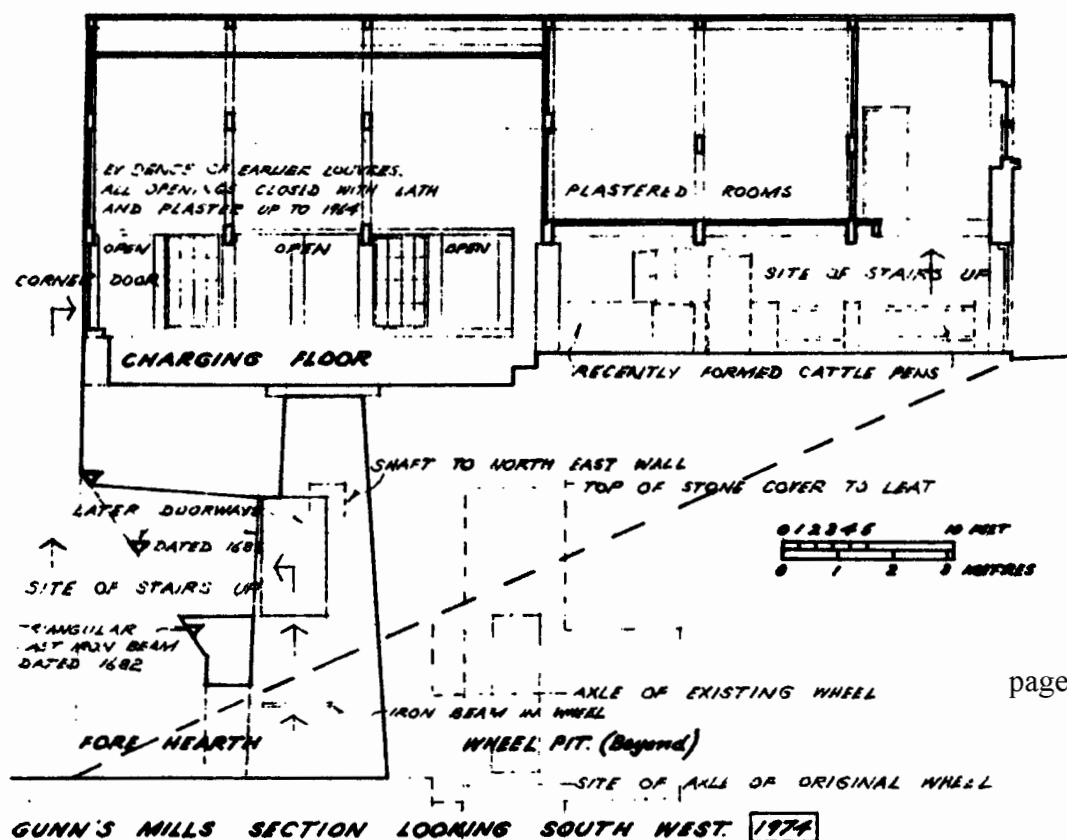 EVIDENCE OF EARLIER LOUVRES.
ALL OPENINGS CLOSED WITH LATH
AND PLASTER UP TO 1964
PLASTERED ROOMS
OPEN
OPEN
OPEN
CORNER DOOR
SITE OF STAIRS UP
CHARGING FLOOR
RECENTLY FORMED CATTLE PENS
SHAFT TO NORTH EAST WALL
TOP OF STONE COVER TO LEAT
LATER DOORWAYS
DATED 168
0 1 2 3 4 5 10 FEET
0 1 2 3 METRES
SITE OF STAIRS UP
TRIANGULAR
CAST IRON BEAM
DATED 1682
page
AXLE OF EXISTING WHEEL
IRON BEAM IN WHEEL
FORE HEARTH
WHEEL PIT. (Beyond)
SITE OF AXLE OF ORIGINAL WHEEL
GUNN'S MILLS SECTION LOOKING SOUTH WEST. 1974